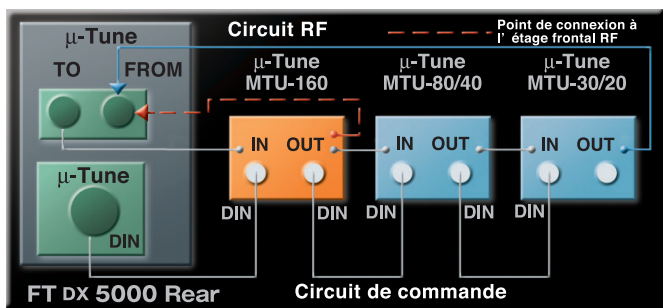 Circuit RF
Point de connexion à
l' étage frontal RF
µ-Tune
TO FROM
µ-Tune
MTU-160
µ-Tune
MTU-80/40
µ-Tune
MTU-30/20
IN OUT
IN OUT
IN OUT
µ-Tune
DIN
DIN DIN
DIN DIN
DIN
FT DX 5000 Rear
Circuit de commande